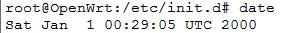 root@OpenWrt:/etc/init.d# date
Sat Jan  1 00:29:05 UTC 2000